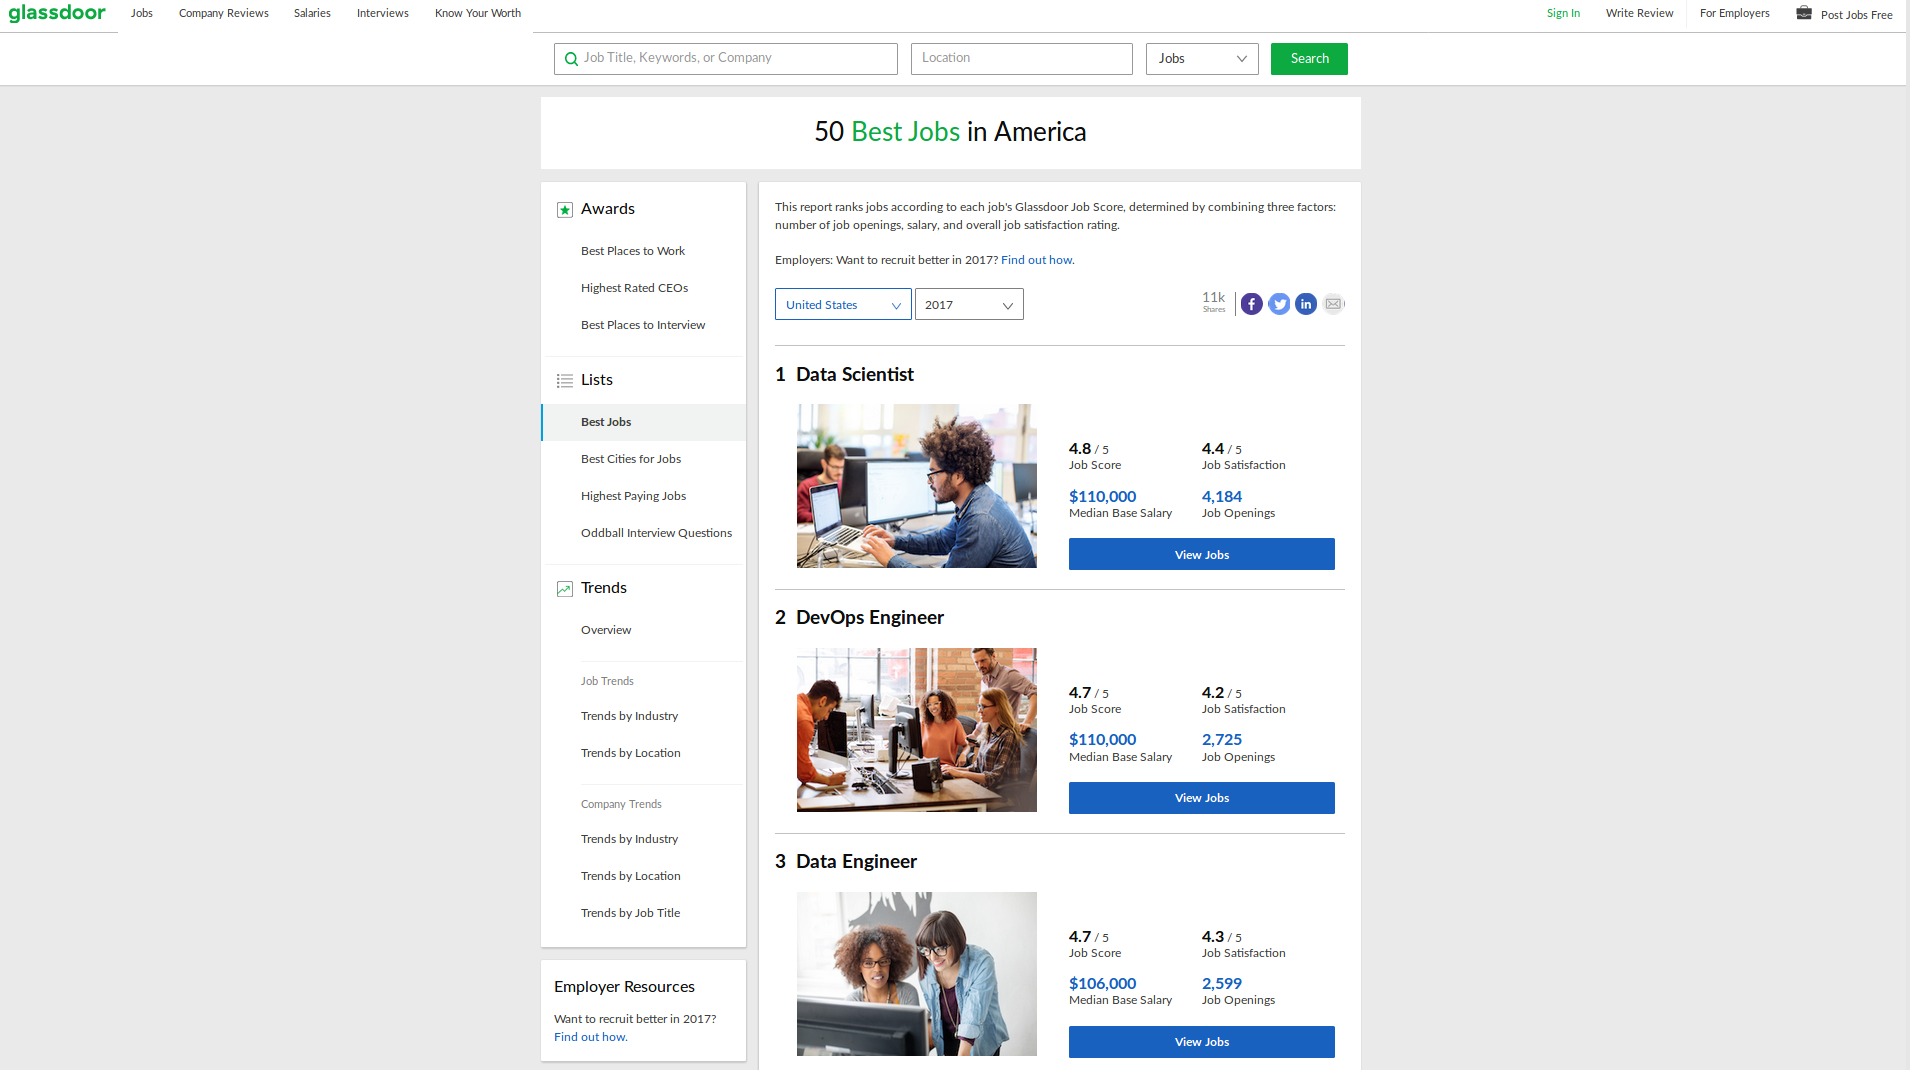 glassdoor
Jobs
Company Reviews
Salaries
Interviews
Know Your Worth
Sign In
Write Review
For Employers
Post Jobs Free
Job Title, Keywords, or Company
Location
Jobs
Search
50 Best Jobs in America
Awards
Best Places to Work
Highest Rated CEOs
Best Places to Interview
Lists
Best Jobs
Best Cities for Jobs
Highest Paying Jobs
Oddball Interview Questions
Trends
Overview
Job Trends
Trends by Industry
Trends by Location
Company Trends
Trends by Industry
Trends by Location
Trends by Job Title
Employer Resources
Want to recruit better in 2017?
Find out how.
This report ranks jobs according to each job's Glassdoor Job Score, determined by combining three factors:
number of job openings, salary, and overall job satisfaction rating.
Employers: Want to recruit better in 2017? Find out how.
United States
2017
11k
Shares
1 Data Scientist
4.8 / 5
Job Score
4.4 / 5
Job Satisfaction
$110,000
Median Base Salary
4,184
Job Openings
View Jobs
2 DevOps Engineer
4.7 / 5
Job Score
4.2 / 5
Job Satisfaction
$110,000
Median Base Salary
2,725
Job Openings
View Jobs
3 Data Engineer
4.7 / 5
Job Score
4.3 / 5
Job Satisfaction
$106,000
Median Base Salary
2,599
Job Openings
View Jobs